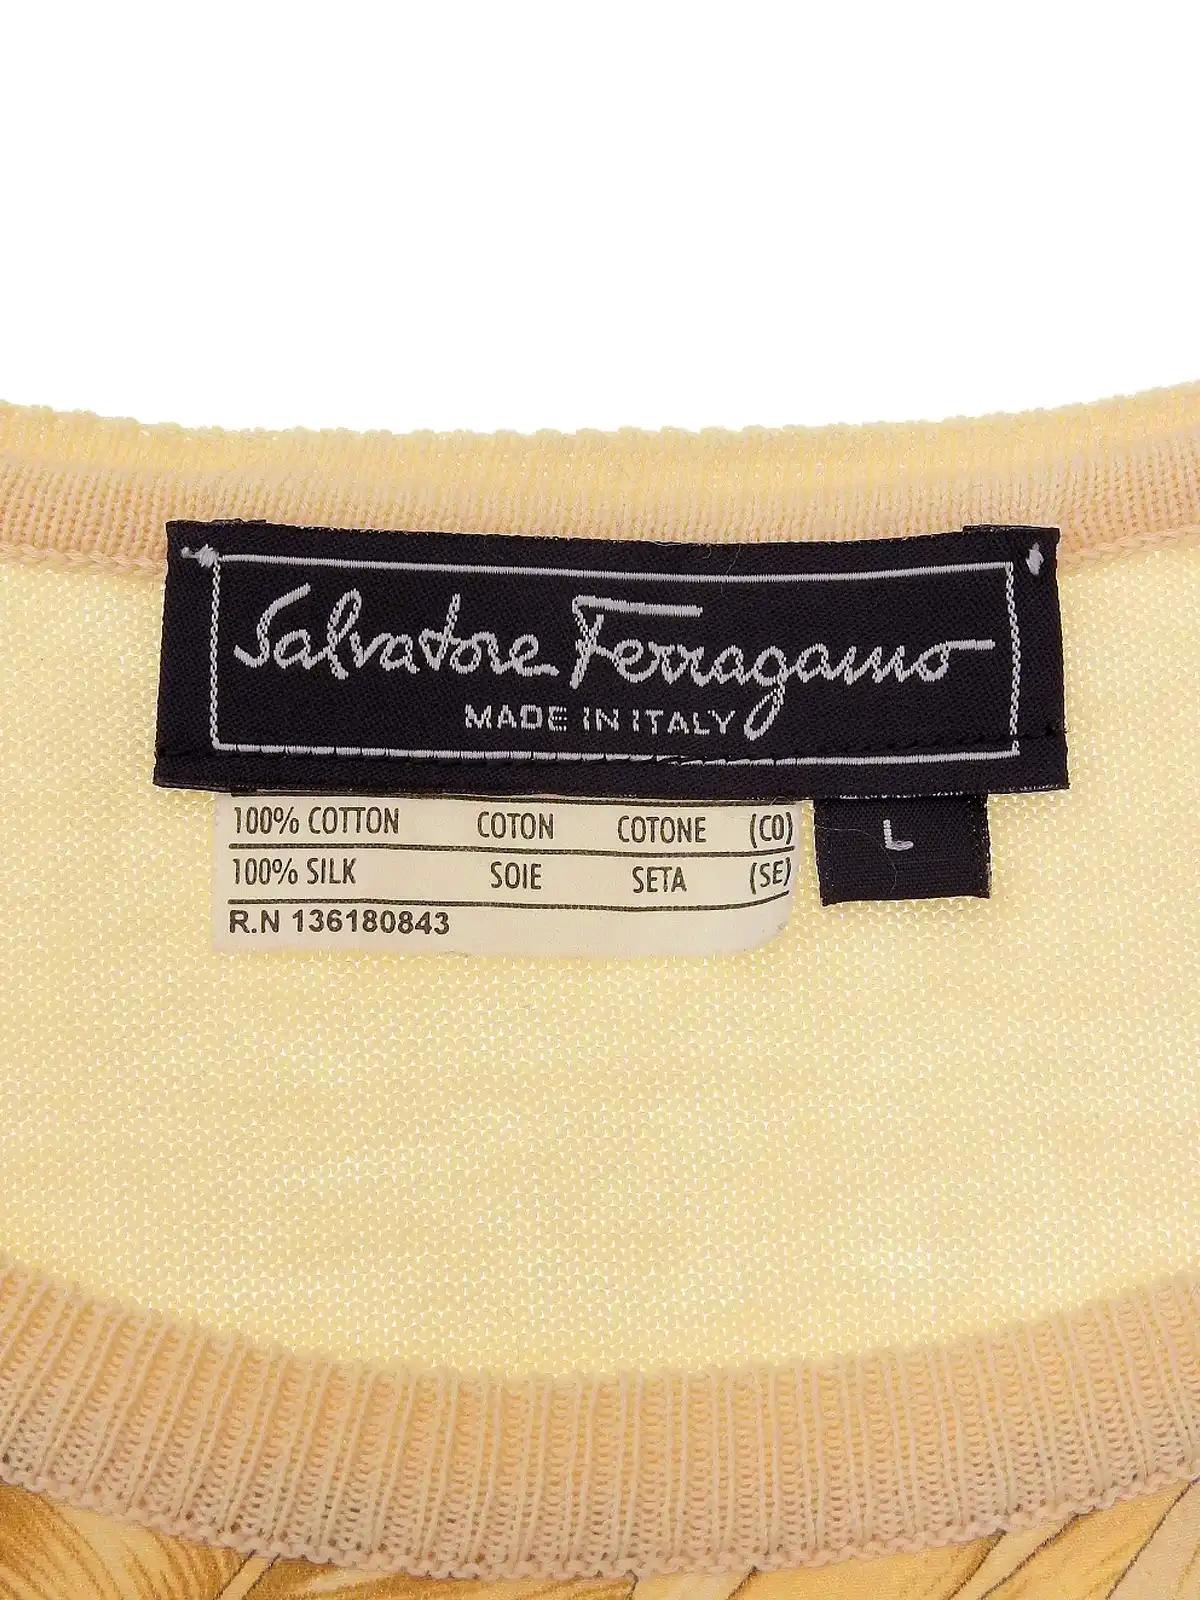 Salvatore Ferragamo
MADE IN ITALY
100% COTTON COTON COTONE (CO)
100% SILK SOIE SETA (SE)
R.N 136180843
L